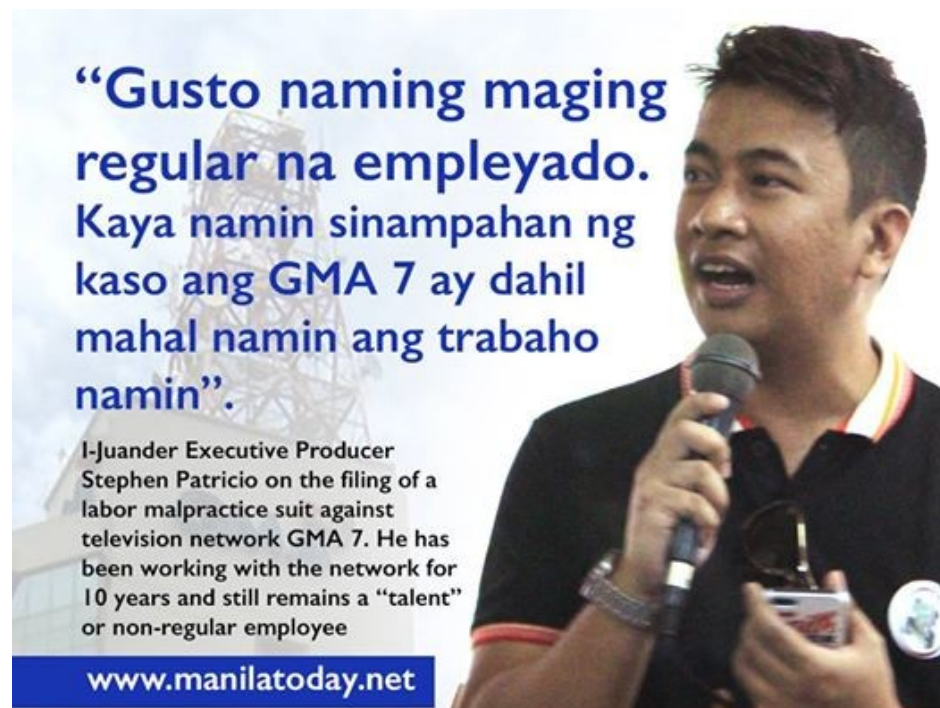 “Gusto naming maging
regular na empleyado.
Kaya namin sinampahan ng
kaso ang GMA 7 ay dahil
mahal namin ang trabaho
namin”.
I-Juander Executive Producer
Stephen Patricio on the filing of a
labor malpractice suit against
television network GMA 7. He has
been working with the network for
10 years and still remains a “talent”
or non-regular employee
www.manilatoday.net